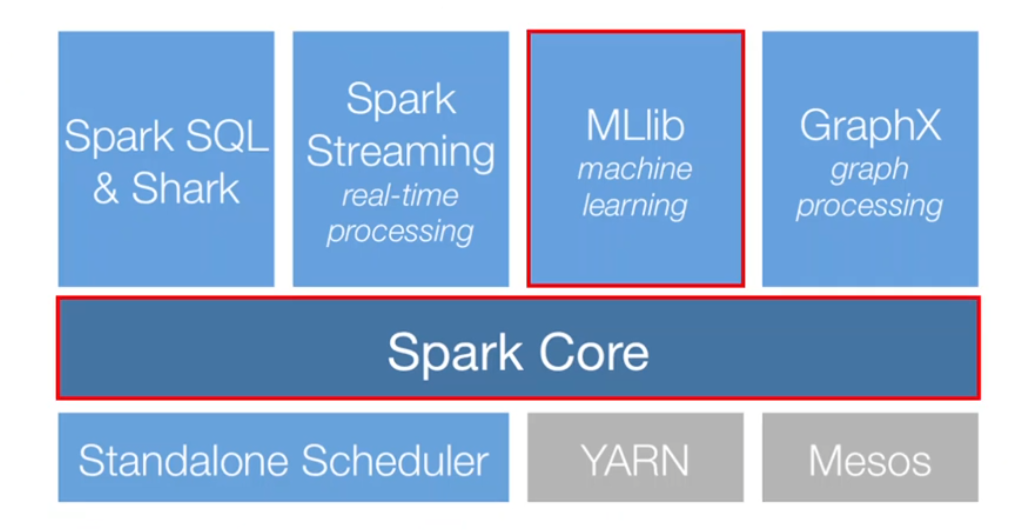 Spark SQL
& Shark
Spark
Streaming
real-time
processing
MLlib
machine
learning
GraphX
graph
processing
Spark Core
Standalone Scheduler
YARN
Mesos